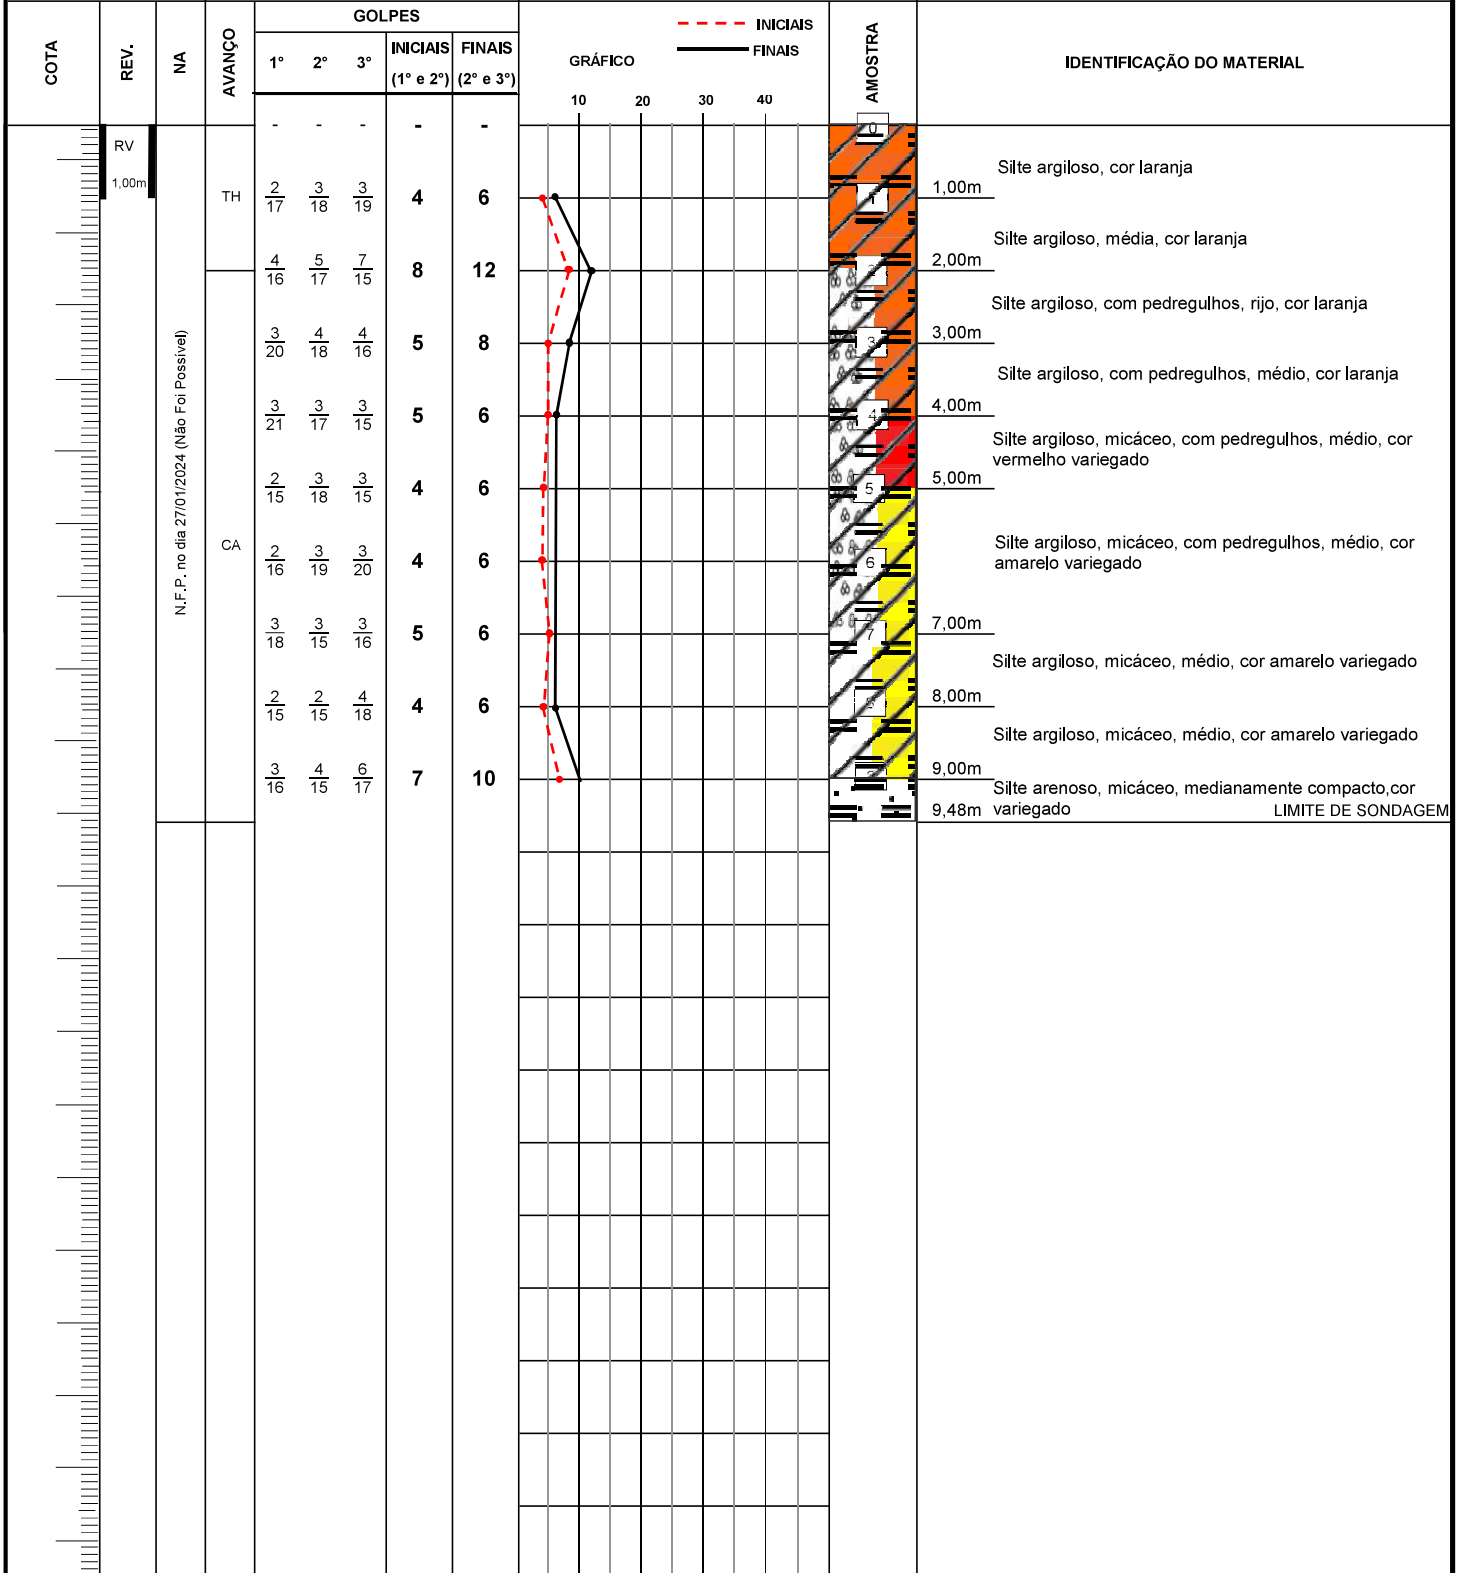 COTA
REV.
NA
AVANÇO
GOLPES
1° 2° 3°
INICIAIS
(1° e 2°)
FINAIS
(2° e 3°)
GRÁFICO
INICIAIS
FINAIS
10 20 30 40
AMOSTRA
IDENTIFICAÇÃO DO MATERIAL
RV
1,00m
N.F.P. no dia 27/01/2024 (Não Foi Possível)
TH
CA
- - - - -
2/17 3/18 3/19 4 6
4/16 5/17 7/15 8 12
3/20 4/18 4/16 5 8
3/21 3/17 3/15 5 6
2/15 3/18 3/15 4 6
2/16 3/19 3/20 4 6
3/18 3/15 3/16 5 6
2/15 2/15 4/18 4 6
3/16 4/15 6/17 7 10
0
1
2
3
4
5
6
7
Silte argiloso, cor laranja
1,00m
Silte argiloso, média, cor laranja
2,00m
Silte argiloso, com pedregulhos, rijo, cor laranja
3,00m
Silte argiloso, com pedregulhos, médio, cor laranja
4,00m
Silte argiloso, micáceo, com pedregulhos, médio, cor
vermelho variegado
5,00m
Silte argiloso, micáceo, com pedregulhos, médio, cor
amarelo variegado
7,00m
Silte argiloso, micáceo, médio, cor amarelo variegado
8,00m
Silte argiloso, micáceo, médio, cor amarelo variegado
9,00m
Silte arenoso, micáceo, medianamente compacto,cor
9,48m variegado LIMITE DE SONDAGEM